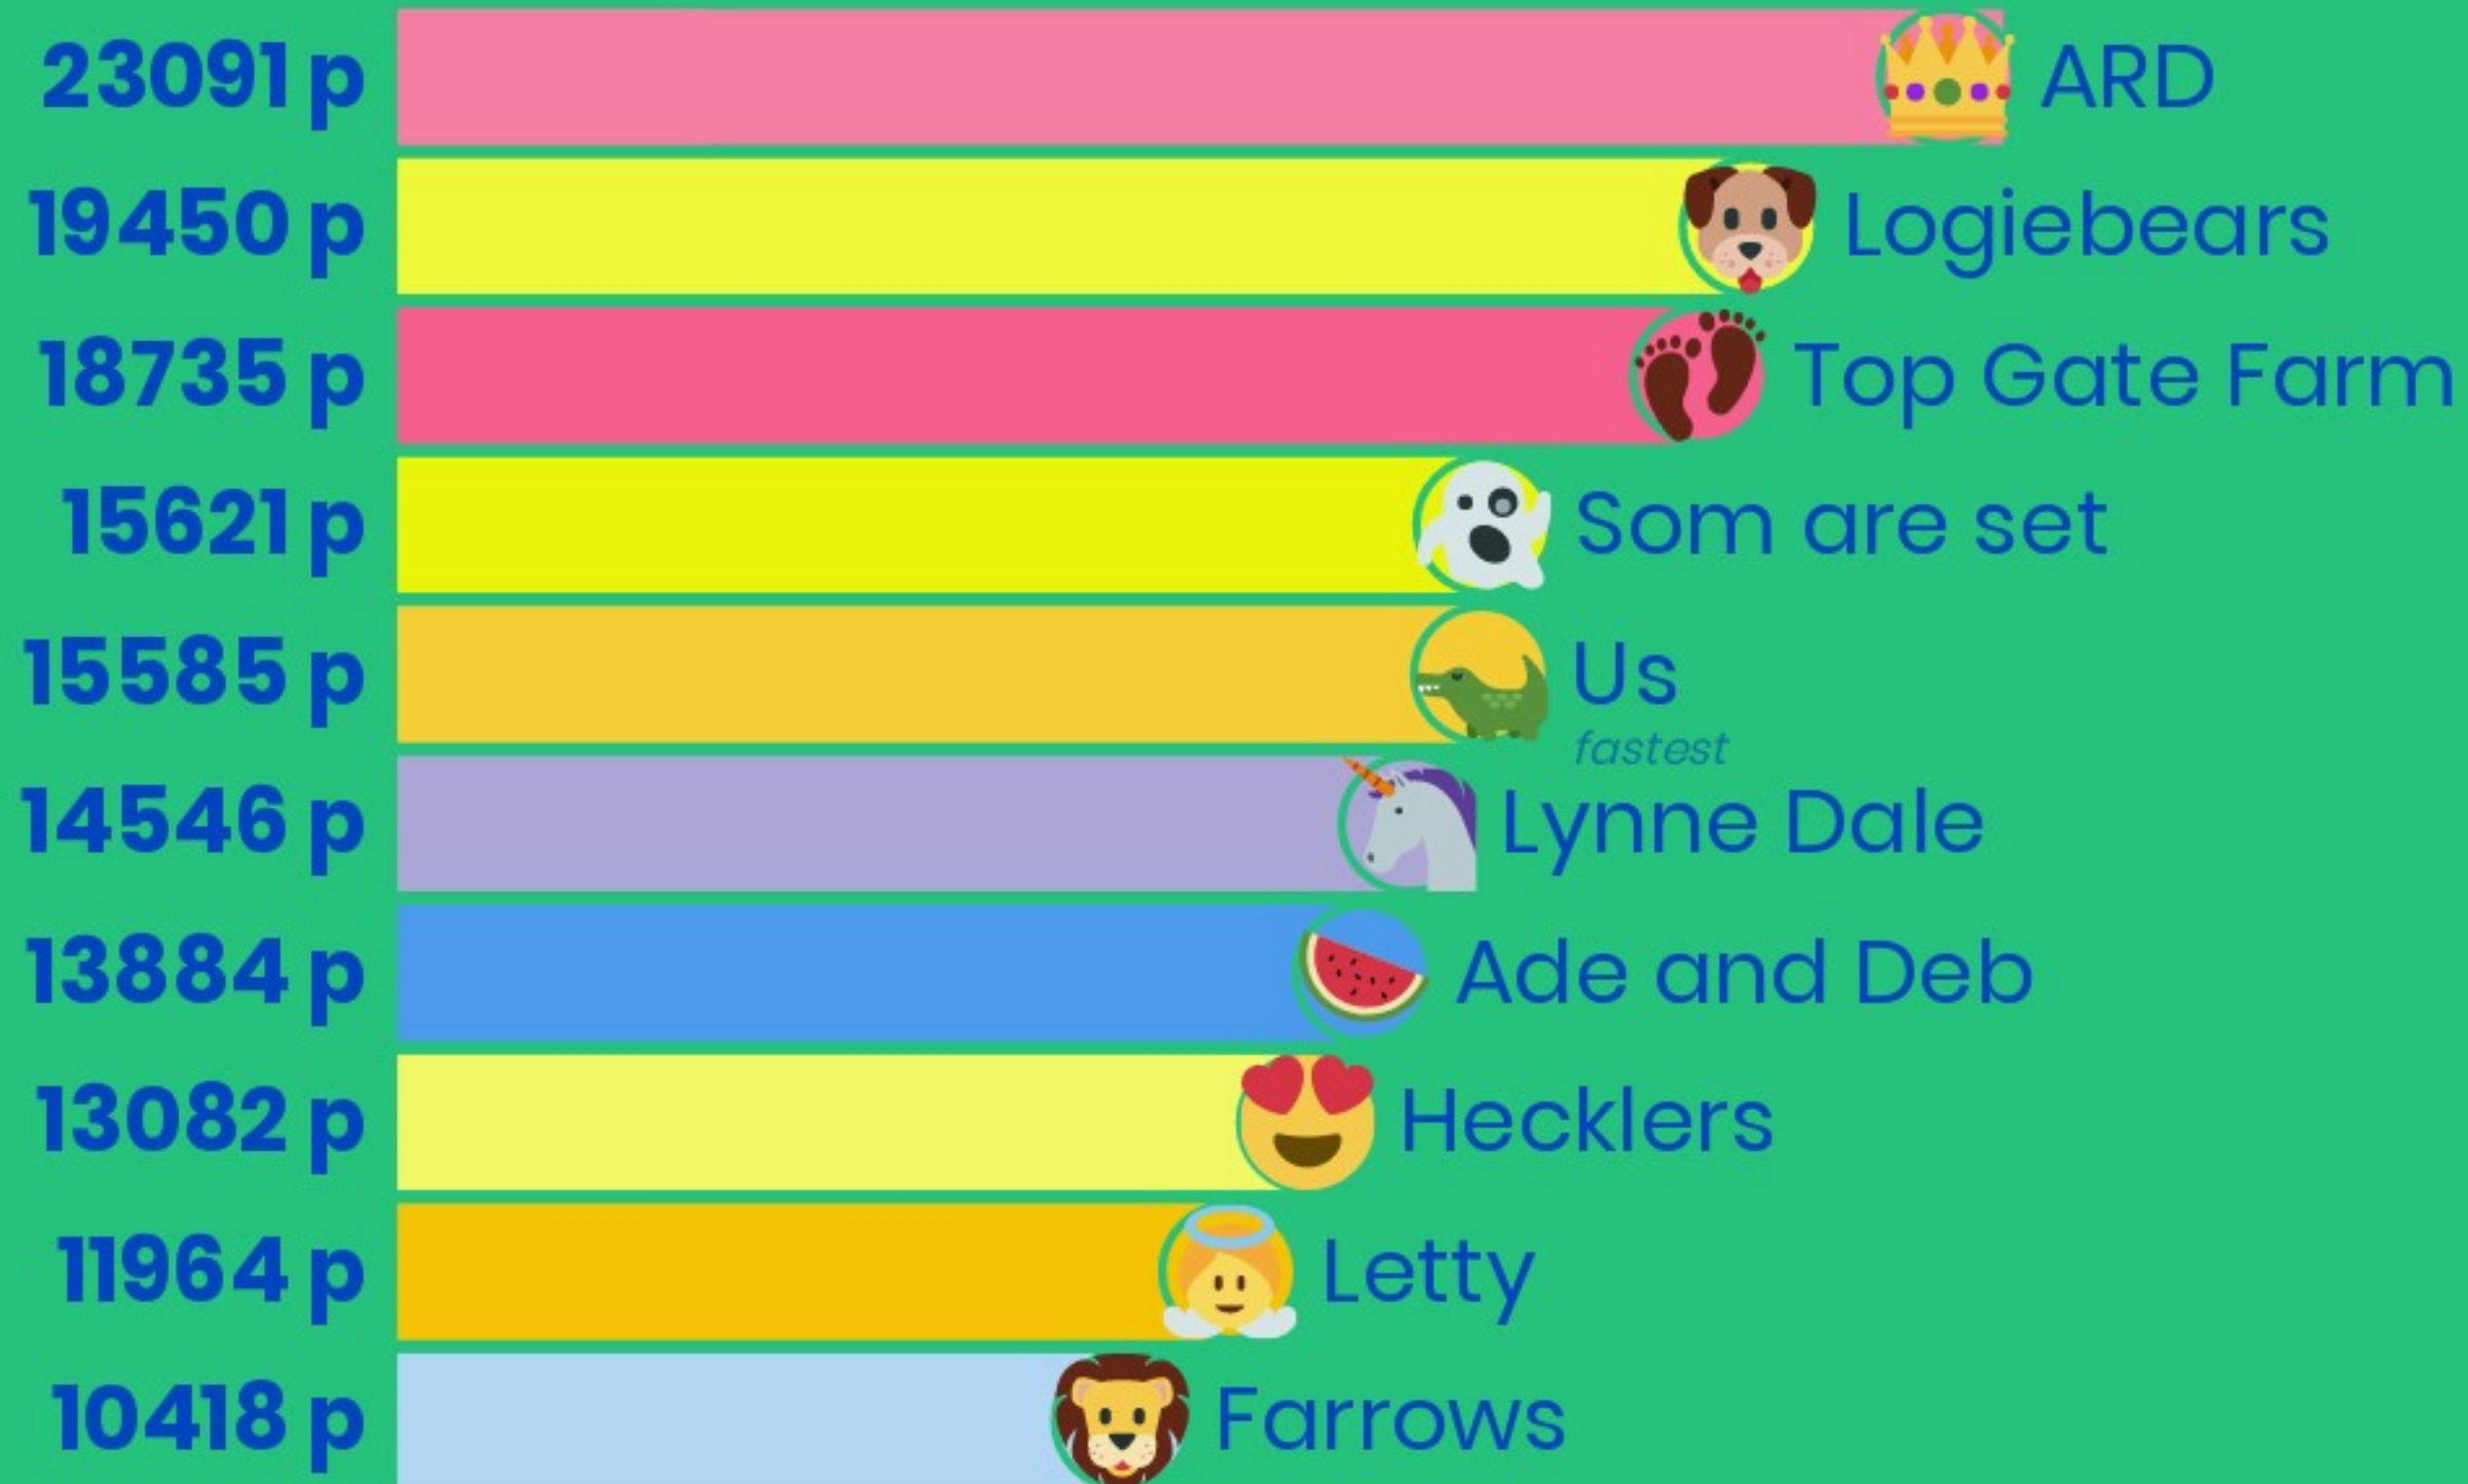 23091 p ARD
19450 p Logiebears
18735 p Top Gate Farm
15621 p Som are set
15585 p Us
fastest
14546 p Lynne Dale
13884 p Ade and Deb
13082 p Hecklers
11964 p Letty
10418 p Farrows